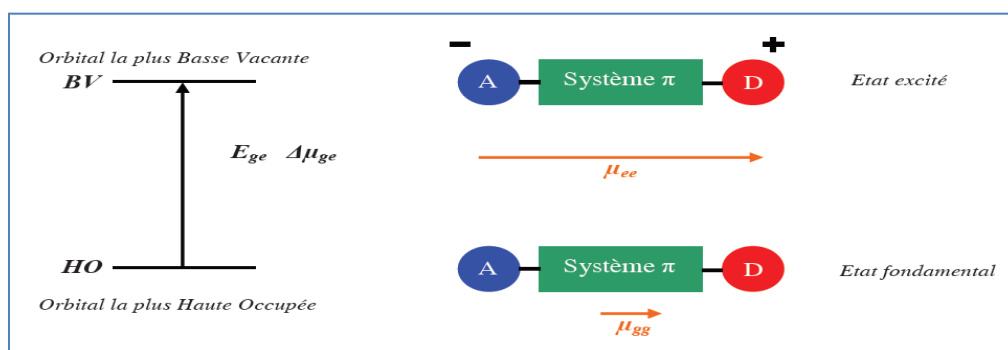 Orbital la plus Basse Vacante
BV
E_ge Δμ_ge
HO
Orbital la plus Haute Occupée
- +
A Système π D Etat excité
μ_ee
A Système π D Etat fondamental
μ_gg